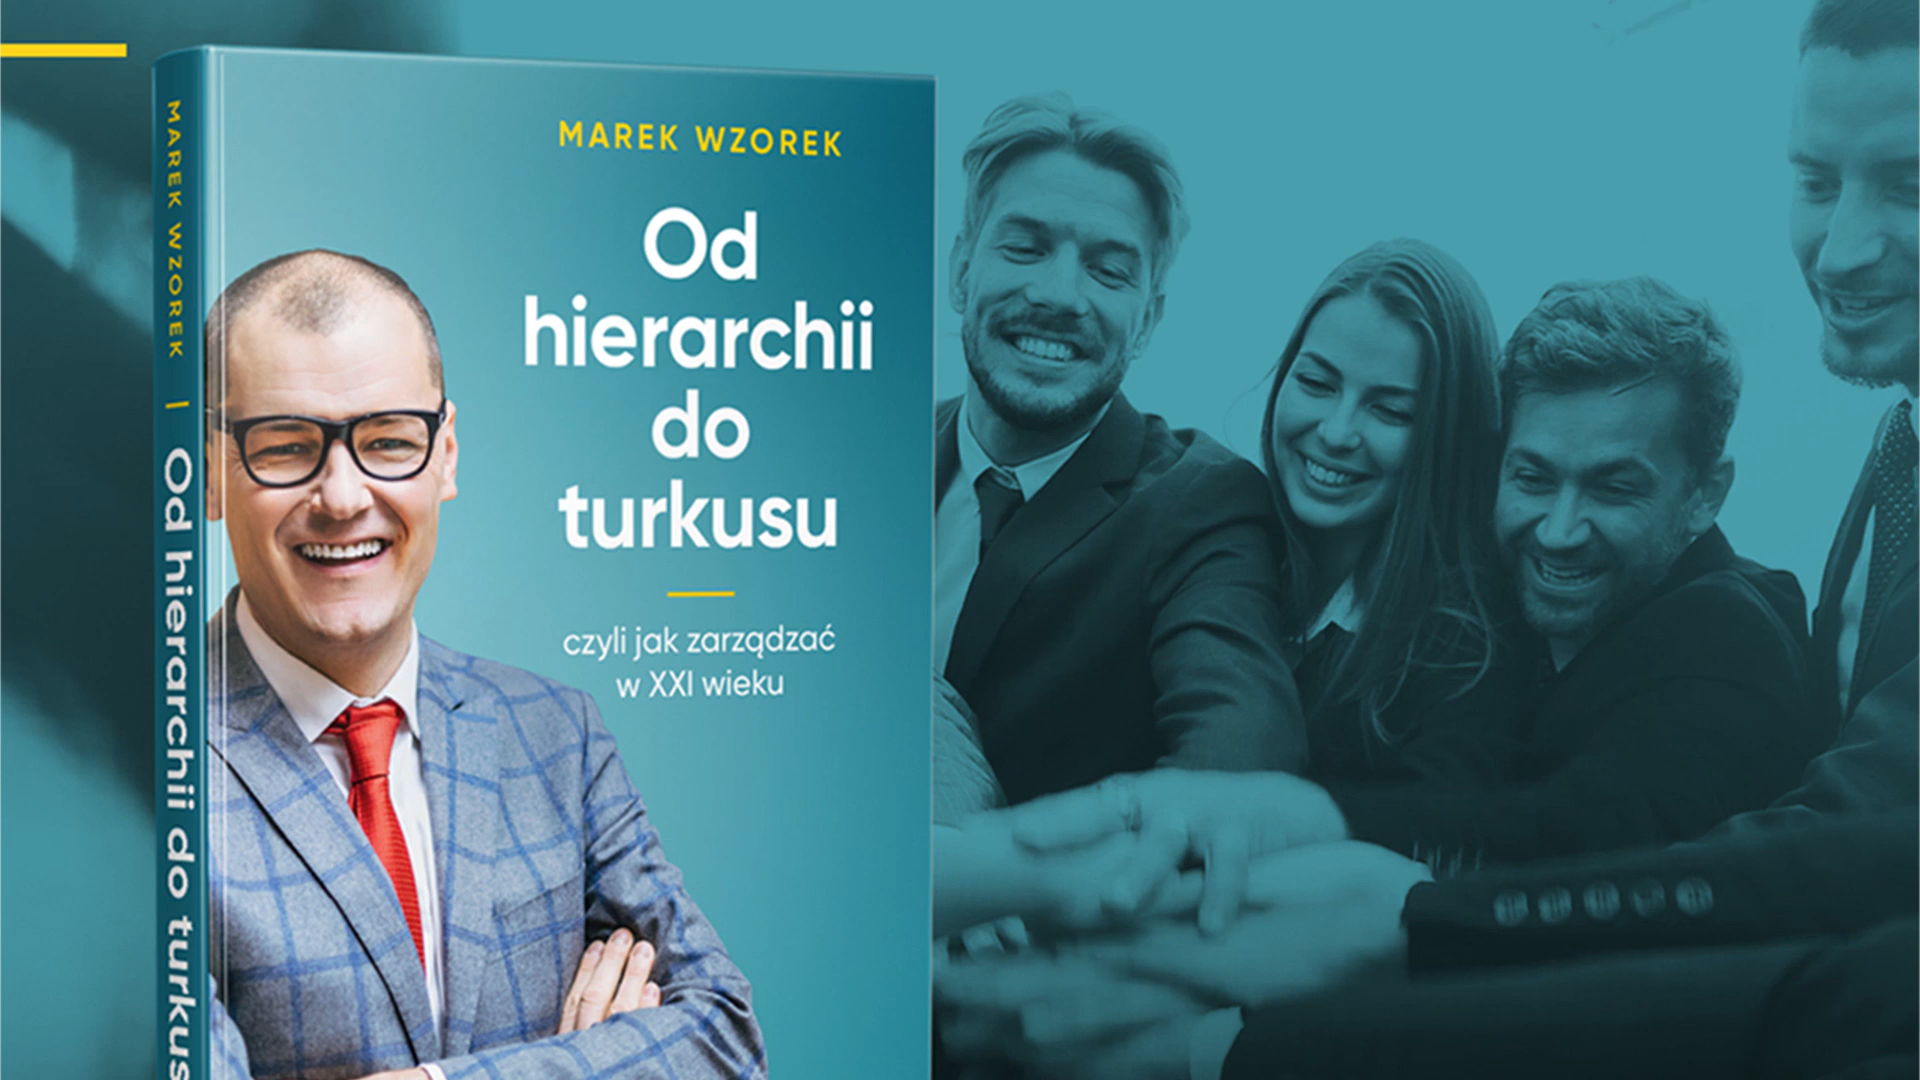 MAREK WZOREK
Od
hierarchii
do
turkusu
czyli jak zarządzać
w XXI wieku
MAREK WZOREK | Od hierarchii do turkus